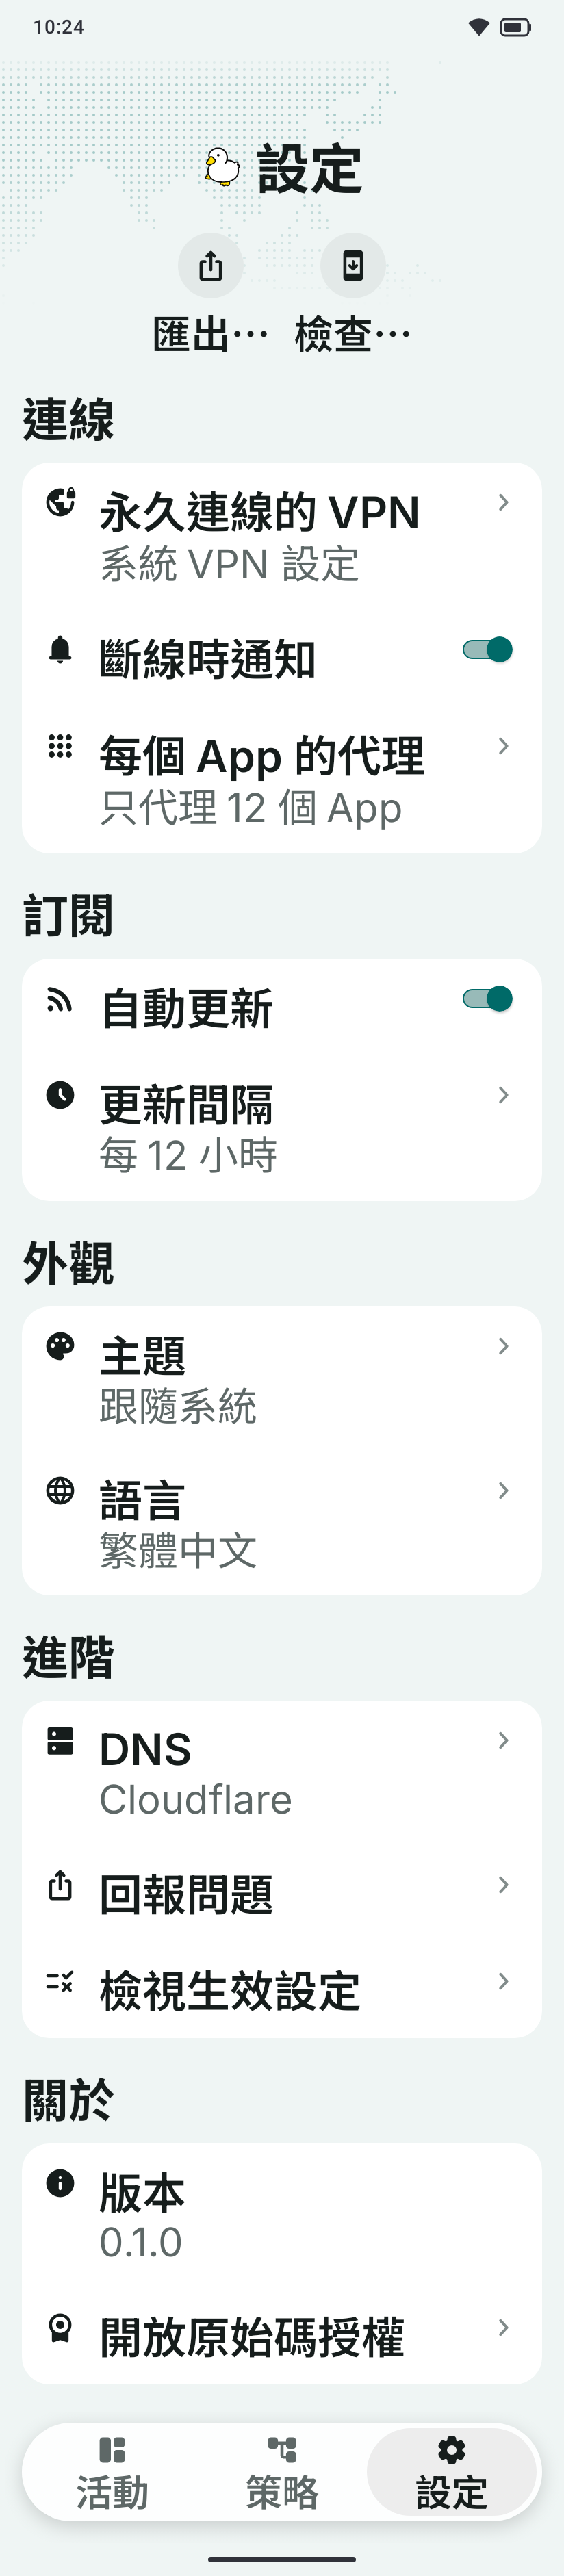 10:24
設定
匯出… 檢查…
連線
永久連線的 VPN
系統 VPN 設定
斷線時通知
每個 App 的代理
只代理 12 個 App
訂閱
自動更新
更新間隔
每 12 小時
外觀
主題
跟隨系統
語言
繁體中文
進階
DNS
Cloudflare
回報問題
檢視生效設定
關於
版本
0.1.0
開放原始碼授權
活動 策略 設定